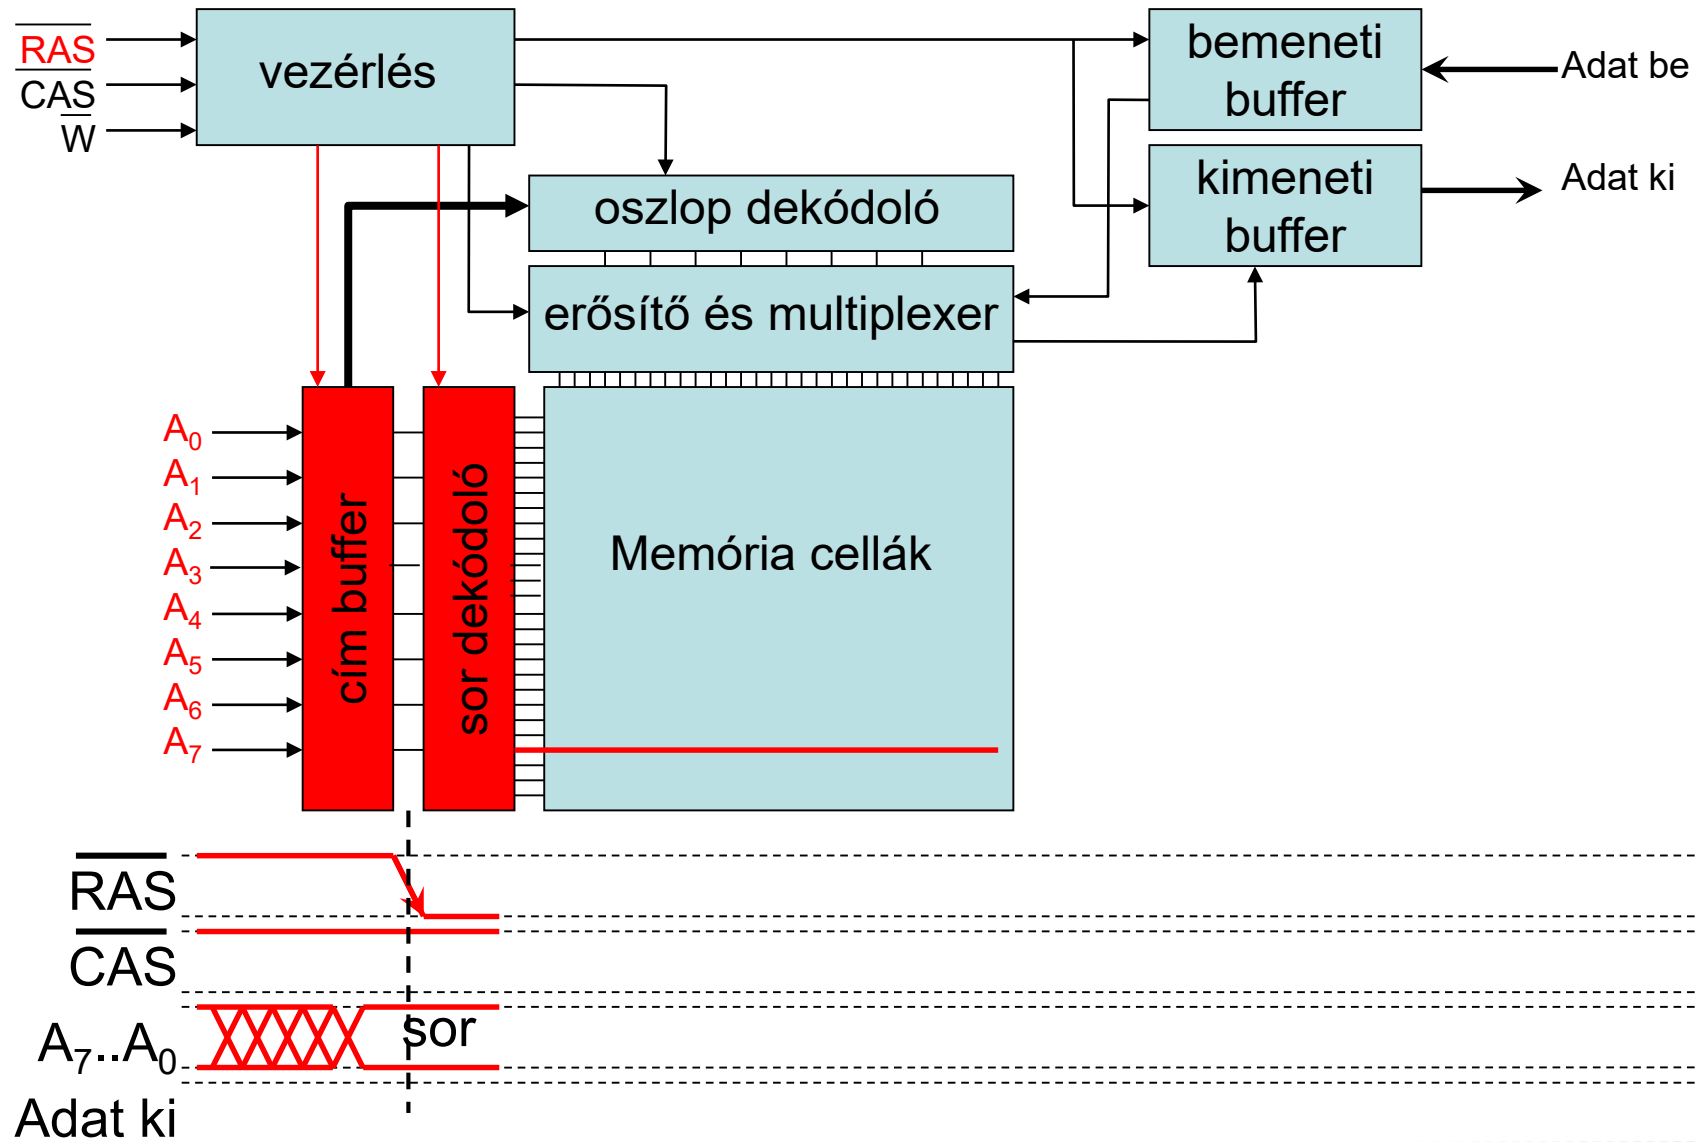 RAS
CAS
W
vezérlés
bemeneti
buffer
Adat be
kimeneti
buffer
Adat ki
oszlop dekódoló
erősítő és multiplexer
A0
A1
A2
A3
A4
A5
A6
A7
cím buffer
sor dekódoló
Memória cellák
RAS
CAS
A7..A0
sor
Adat ki